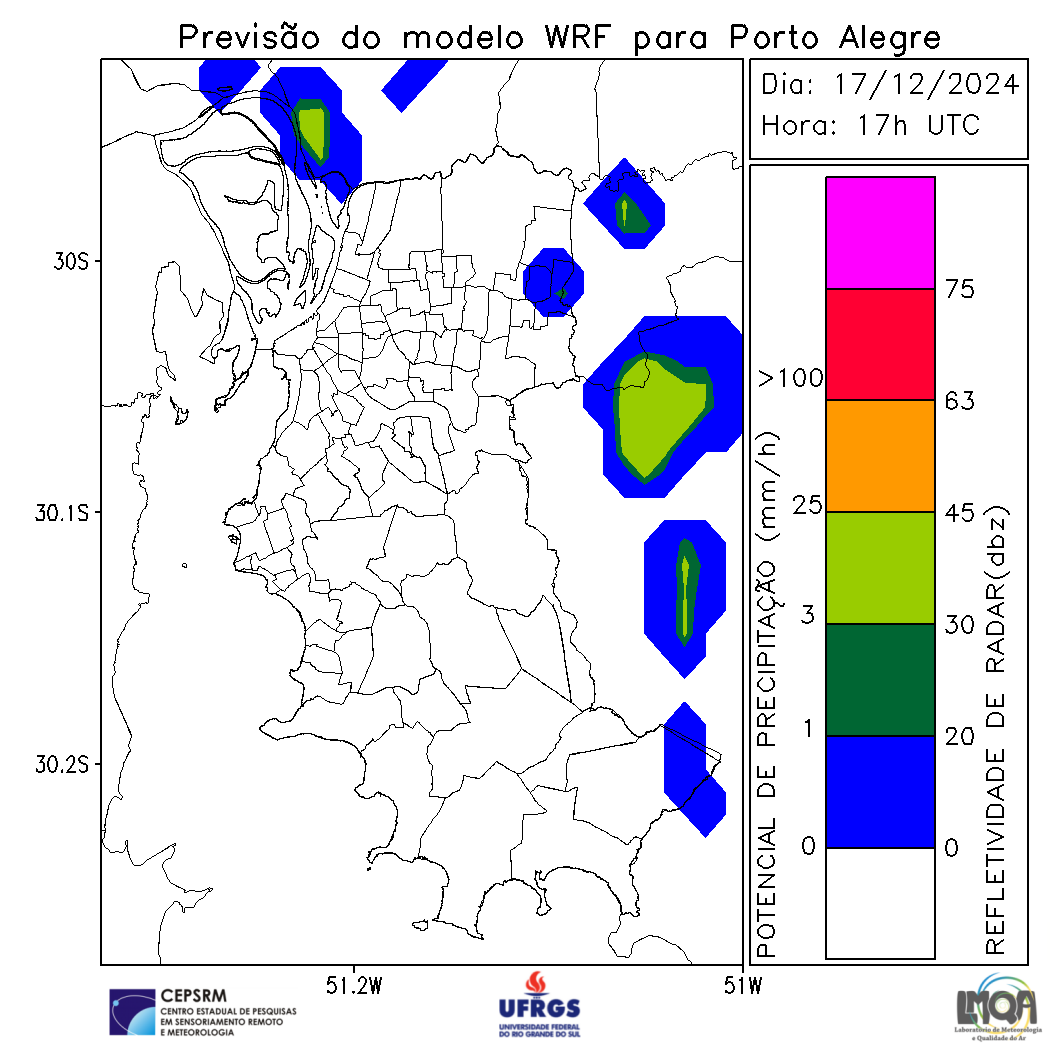 Previsão do modelo WRF para Porto Alegre
Dia: 17/12/2024
Hora: 17h UTC
30S
30.1S
30.2S
51.2W
51W
POTENCIAL DE PRECIPITAÇÃO (mm/h)
>100
25
3
1
0
75
63
45
30
20
0
REFLETIVIDADE DE RADAR(dbz)
CEPSRM
CENTRO ESTADUAL DE PESQUISAS
EM SENSORIAMENTO REMOTO
E METEOROLOGIA
UFRGS
UNIVERSIDADE FEDERAL
DO RIO GRANDE DO SUL
LMQA
Laboratório de Meteorologia
e Qualidade do Ar